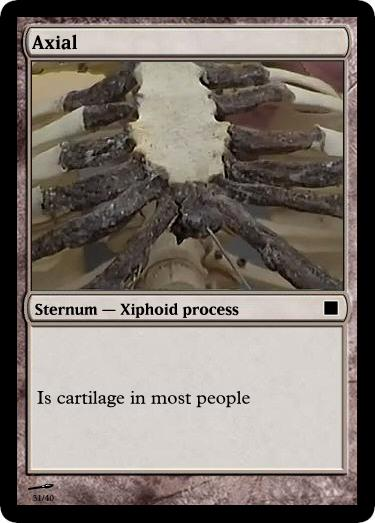 Axial
Sternum — Xiphoid process
Is cartilage in most people
31/40